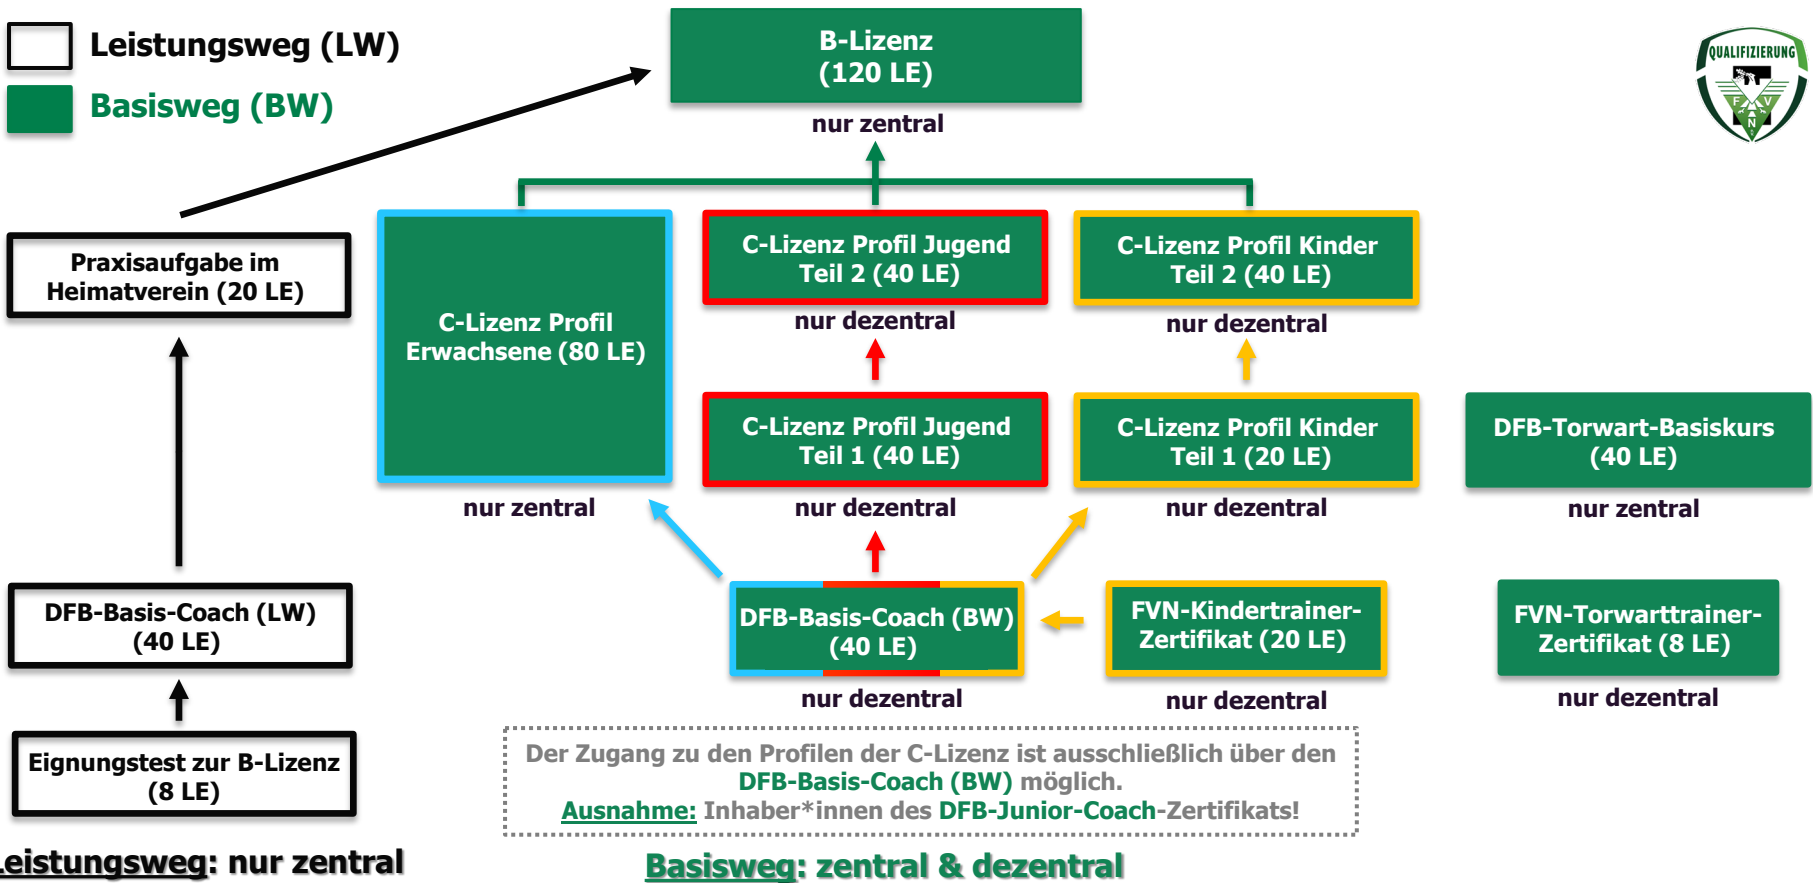 Leistungsweg (LW)
Basisweg (BW)
B-Lizenz
(120 LE)
nur zentral
QUALIFIZIERUNG
F V
N
Praxisaufgabe im
Heimatverein (20 LE)
C-Lizenz Profil
Erwachsene (80 LE)
nur zentral
C-Lizenz Profil Jugend
Teil 2 (40 LE)
nur dezentral
C-Lizenz Profil Kinder
Teil 2 (40 LE)
nur dezentral
C-Lizenz Profil Jugend
Teil 1 (40 LE)
nur dezentral
C-Lizenz Profil Kinder
Teil 1 (20 LE)
nur dezentral
DFB-Torwart-Basiskurs
(40 LE)
nur zentral
DFB-Basis-Coach (LW)
(40 LE)
DFB-Basis-Coach (BW)
(40 LE)
nur dezentral
FVN-Kindertrainer-
Zertifikat (20 LE)
nur dezentral
FVN-Torwarttrainer-
Zertifikat (8 LE)
nur dezentral
Eignungstest zur B-Lizenz
(8 LE)
Der Zugang zu den Profilen der C-Lizenz ist ausschließlich über den
DFB-Basis-Coach (BW) möglich.
Ausnahme: Inhaber*innen des DFB-Junior-Coach-Zertifikats!
eistungsweg: nur zentral
Basisweg: zentral & dezentral